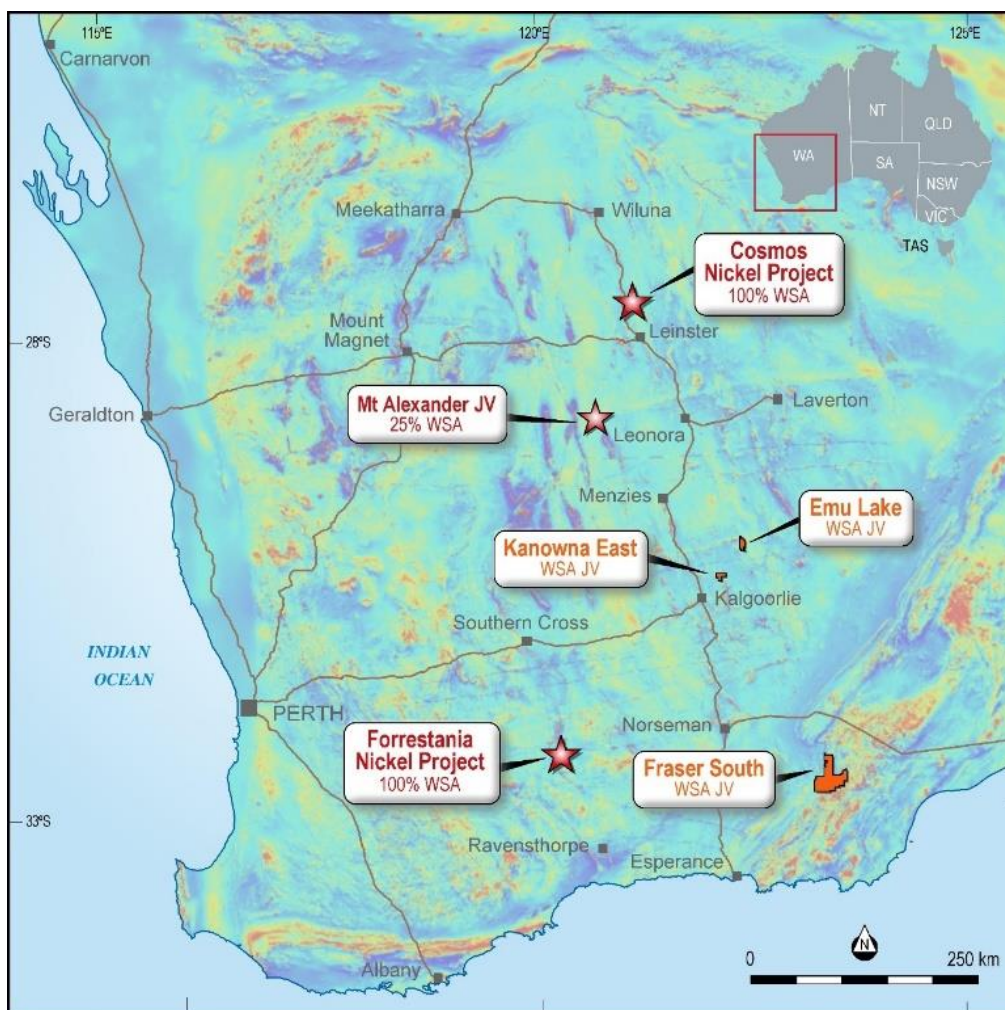 115°E
120°E
125°E
Carnarvon
NT
QLD
WA
SA
NSW
VIC
TAS
Meekatharra
Wiluna
Cosmos
Nickel Project
100% WSA
Mount
Magnet
Leinster
28°S
Mt Alexander JV
25% WSA
Laverton
Geraldton
Leonora
Menzies
Emu Lake
WSA JV
Kanowna East
WSA JV
Kalgoorlie
Southern Cross
INDIAN
OCEAN
PERTH
Norseman
Forrestania
Nickel Project
100% WSA
Fraser South
WSA JV
33°S
Ravensthorpe
Esperance
N
0
250 km
Albany